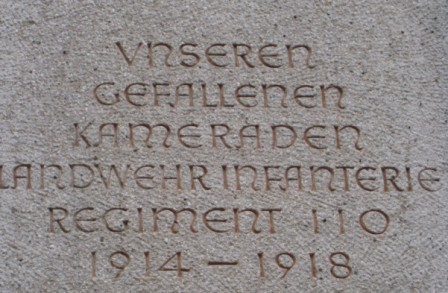 VNSEREN
GEFALLENEN
KAMERADEN
LANDWEHR INFANTERIE
REGIMENT 110
1914 – 1918